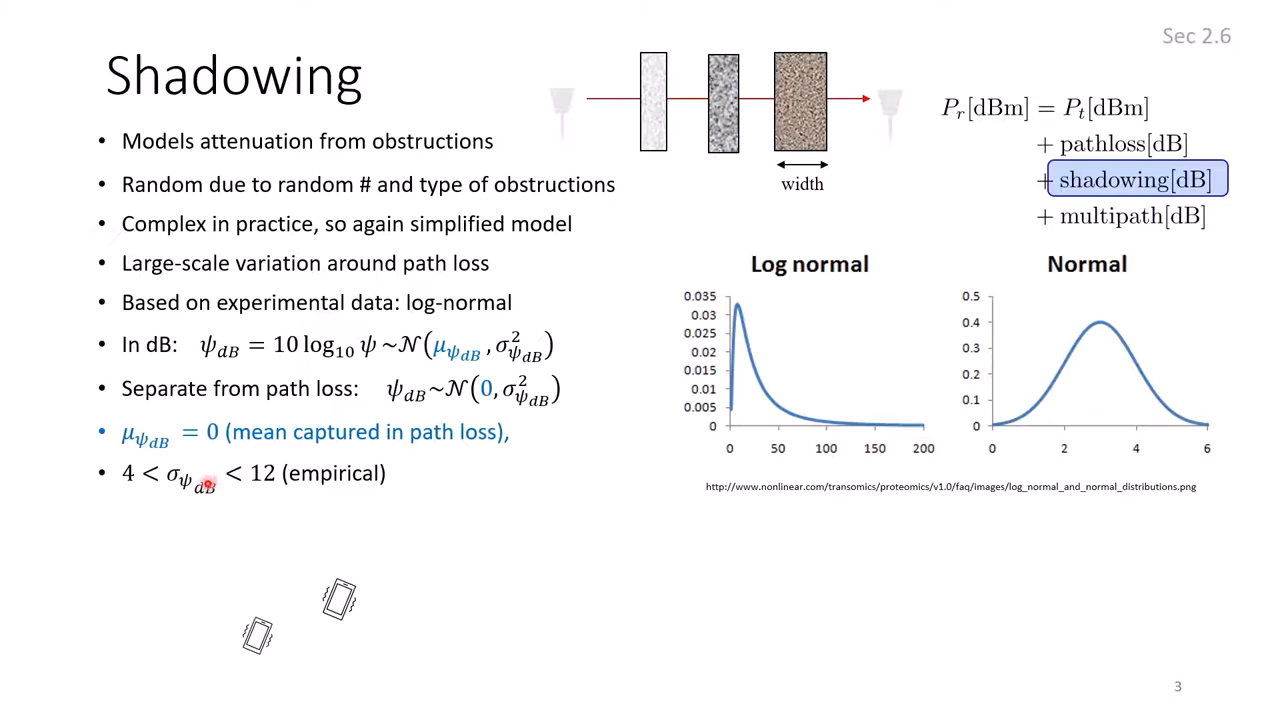 Sec 2.6
Shadowing
• Models attenuation from obstructions
• Random due to random # and type of obstructions
• Complex in practice, so again simplified model
• Large-scale variation around path loss
• Based on experimental data: log-normal
• In dB: ψ_dB = 10 log₁₀ ψ ~𝒩(μ_ψdB , σ²_ψdB)
• Separate from path loss: ψ_dB~𝒩(0, σ²_ψdB)
• μ_ψdB = 0 (mean captured in path loss),
• 4 < σ_ψdB < 12 (empirical)
width
P_r[dBm] = P_t[dBm]
+ pathloss[dB]
+ shadowing[dB]
+ multipath[dB]
Log normal
0.035
0.03
0.025
0.02
0.015
0.01
0.005
0
0 50 100 150 200
Normal
0.5
0.4
0.3
0.2
0.1
0
0 2 4 6
http://www.nonlinear.com/transomics/proteomics/v1.0/faq/images/log_normal_and_normal_distributions.png
3